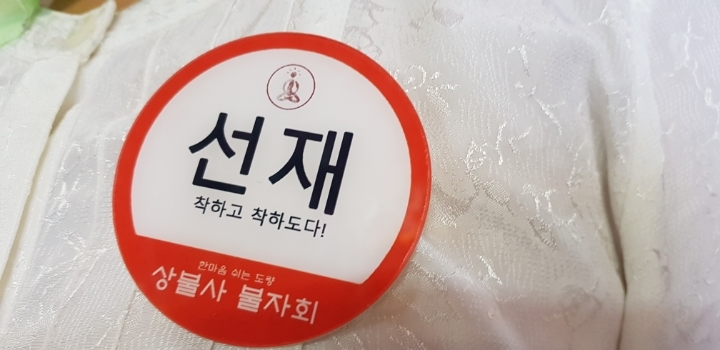 선재
착하고 착하도다!
한마음 쉬는 도량
상불사 불자회